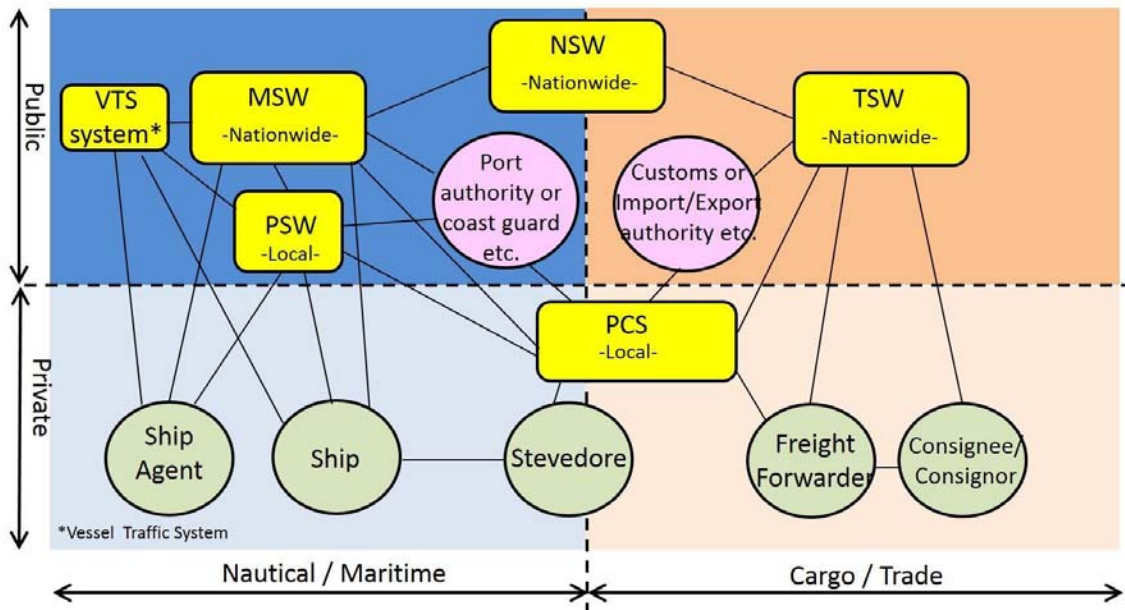 Public
Private
NSW
-Nationwide-
VTS
system*
MSW
-Nationwide-
TSW
-Nationwide-
Port
authority or
coast guard
etc.
Customs or
Import/Export
authority etc.
PSW
-Local-
PCS
-Local-
Ship
Agent
Ship
Stevedore
Freight
Forwarder
Consignee/
Consignor
*Vessel Traffic System
Nautical / Maritime
Cargo / Trade